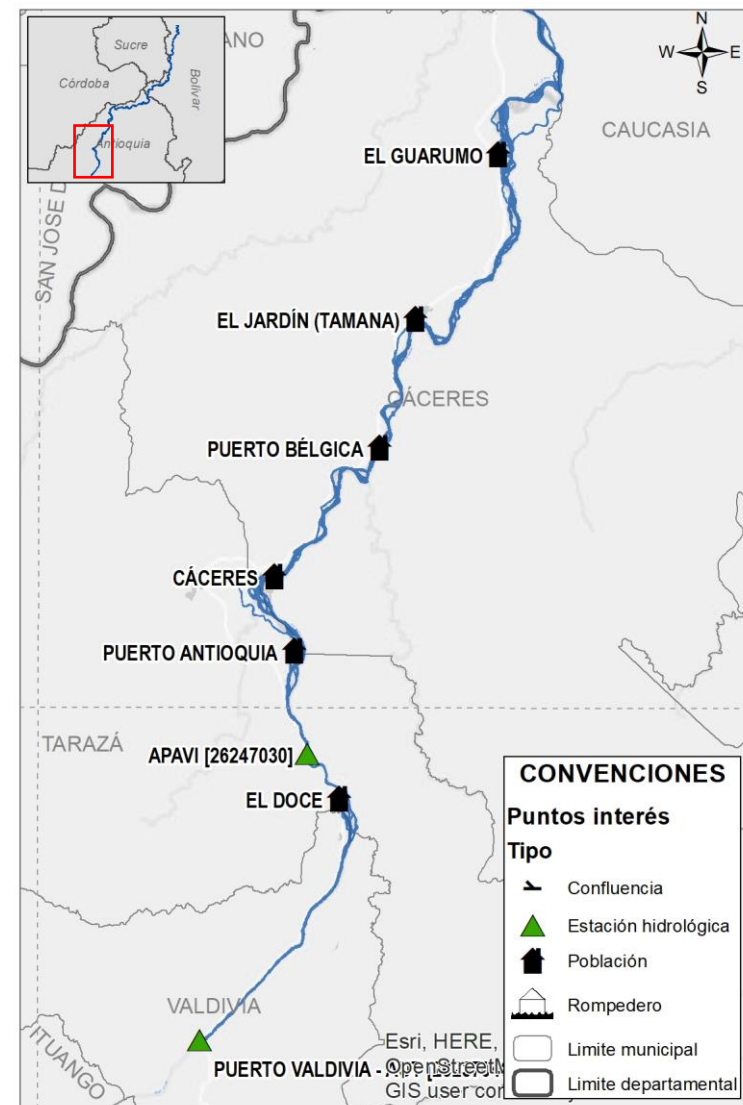 Sucre
Córdoba
Bolívar
Antioquia
ANO
N
W E
S
CAUCASIA
EL GUARUMO
SAN JOSE D
EL JARDÍN (TAMANA)
CÁCERES
PUERTO BÉLGICA
CÁCERES
PUERTO ANTIOQUIA
TARAZÁ
APAVI [26247030]
EL DOCE
VALDIVIA
ITUANGO
PUERTO VALDIVIA -
Esri, HERE,
GIS user con
CONVENCIONES
Puntos interés
Tipo
Confluencia
Estación hidrológica
Población
Rompedero
Limite municipal
Limite departamental